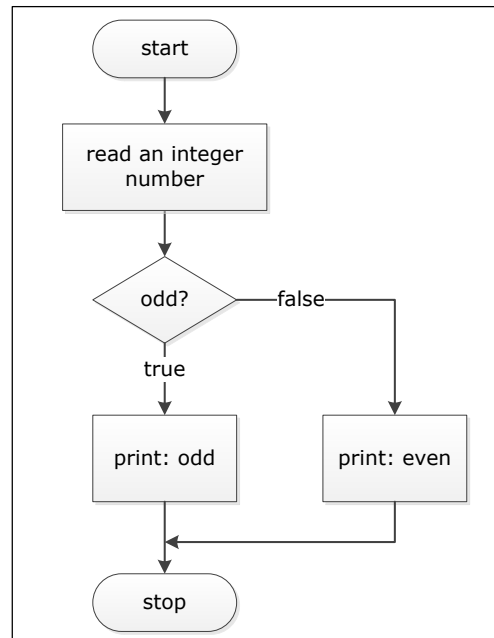 start
read an integer
number
odd?
false
true
print: odd
print: even
stop